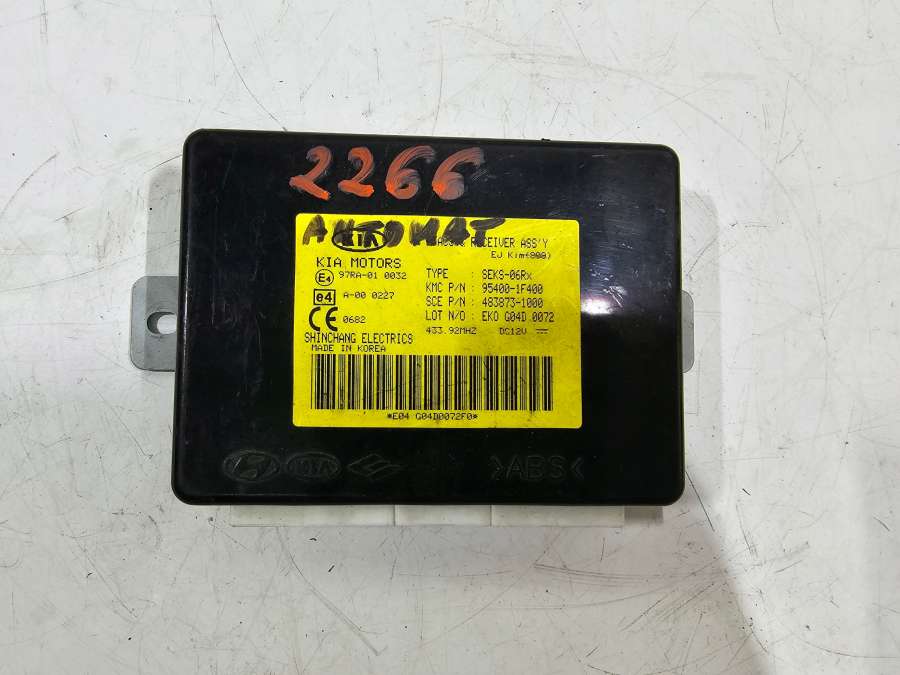 2266
AUTOMAT
KIA
RECEIVER ASS'Y
EJ Kim(808)
KIA MOTORS
E4 97RA-01 0032
e4 A-00 0227
CE 0682
TYPE : SEKS-06Rx
KMC P/N : 95400-1F400
SCE P/N : 483873-1000
LOT N/O : EKD G04D 0072
433.92MHZ DC12V
SHINCHANG ELECTRICS
MADE IN KOREA
*E04 G04D0072F0*
KIA
>ABS<